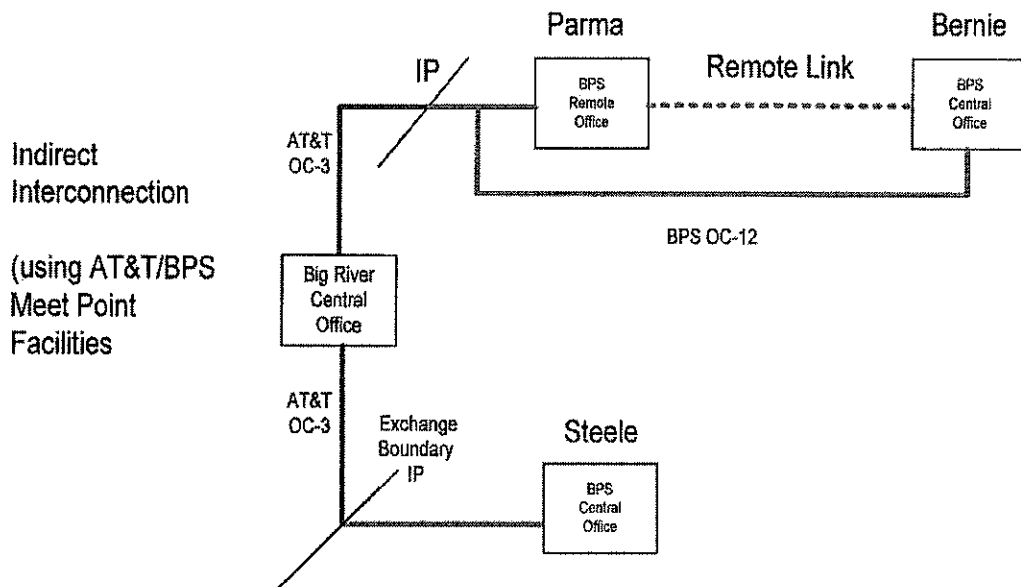 Parma
Bernie
IP
Remote Link
BPS
Remote
Office
BPS
Central
Office
AT&T
OC-3
Indirect
Interconnection
BPS OC-12
(using AT&T/BPS
Meet Point
Facilities
Big River
Central
Office
AT&T
OC-3
Exchange
Boundary
IP
Steele
BPS
Central
Office